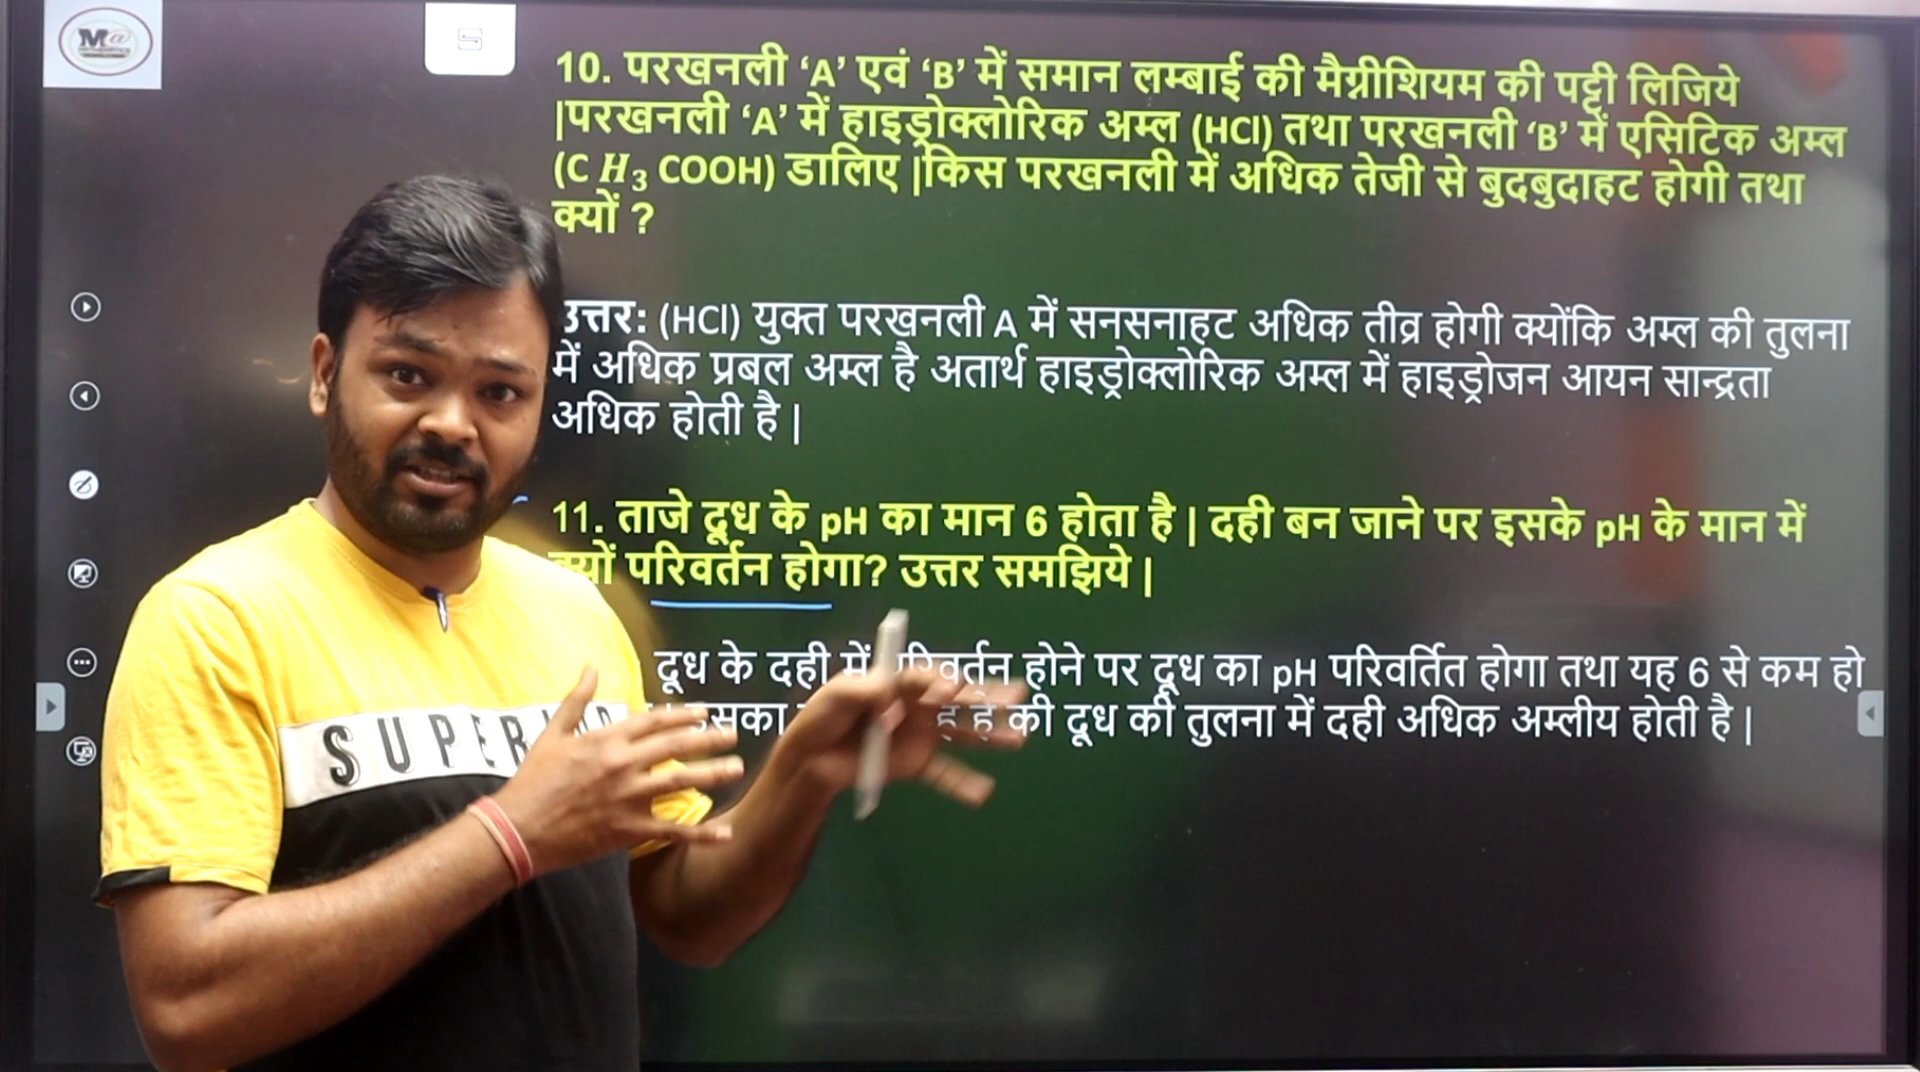 M@
10. परखनली ‘A’ एवं ‘B’ में समान लम्बाई की मैग्नीशियम की पट्टी लिजिये
|परखनली ‘A’ में हाइड्रोक्लोरिक अम्ल (HCl) तथा परखनली ‘B’ में एसिटिक अम्ल
(C H₃ COOH) डालिए |किस परखनली में अधिक तेजी से बुदबुदाहट होगी तथा
क्यों ?
उत्तर: (HCl) युक्त परखनली A में सनसनाहट अधिक तीव्र होगी क्योंकि अम्ल की तुलना
में अधिक प्रबल अम्ल है अतार्थ हाइड्रोक्लोरिक अम्ल में हाइड्रोजन आयन सान्द्रता
अधिक होती है |
11. ताजे दूध के pH का मान 6 होता है | दही बन जाने पर इसके pH के मान में
क्यों परिवर्तन होगा? उत्तर समझिये |
दूध के दही में परिवर्तन होने पर दूध का pH परिवर्तित होगा तथा यह 6 से कम हो
इसका है की दूध की तुलना में दही अधिक अम्लीय होती है |
SUPER